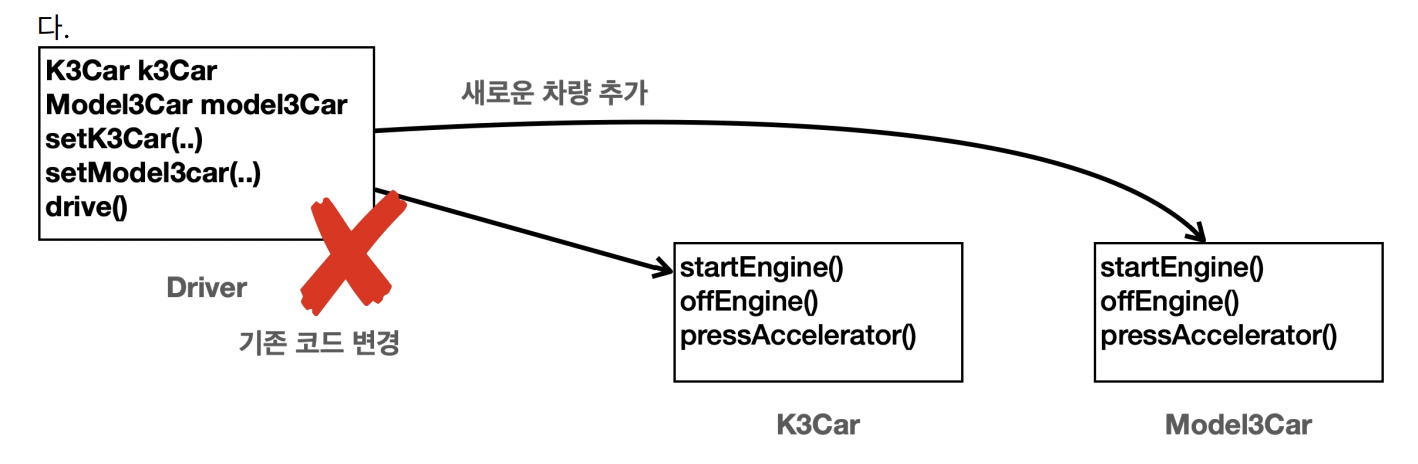 다.
K3Car k3Car
Model3Car model3Car
setK3Car(..)
setModel3car(..)
drive()
새로운 차량 추가
Driver
기존 코드 변경
startEngine()
offEngine()
pressAccelerator()
K3Car
startEngine()
offEngine()
pressAccelerator()
Model3Car